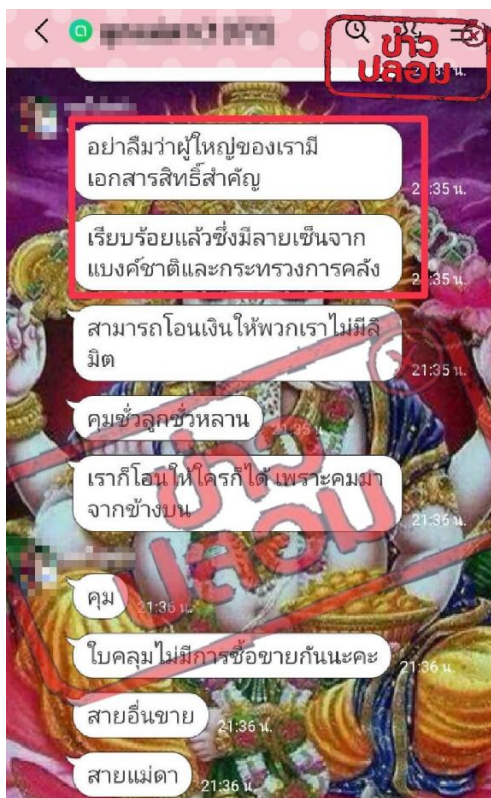 ข่าว
ปลอม
อย่าลืมว่าผู้ใหญ่ของเรามี
เอกสารสิทธิ์สำคัญ
21:35 น.
เรียบร้อยแล้วซึ่งมีลายเซ็นจาก
แบงค์ชาติและกระทรวงการคลัง
21:35 น.
สามารถโอนเงินให้พวกเราไม่มีลิ
มิต
21:35 น.
คุมชั่วลูกชั่วหลาน
21:35 น.
เราก็โอนให้ใครก็ได้ เพราะคุมมา
จากข้างบน
21:36 น.
ข่าว
ปลอม
คุม
21:36 น.
ใบคลุมไม่มีการซื้อขายกันนะคะ
21:36 น.
สายอื่นขาย
21:36 น.
สายแม่ดา
21:36 น.